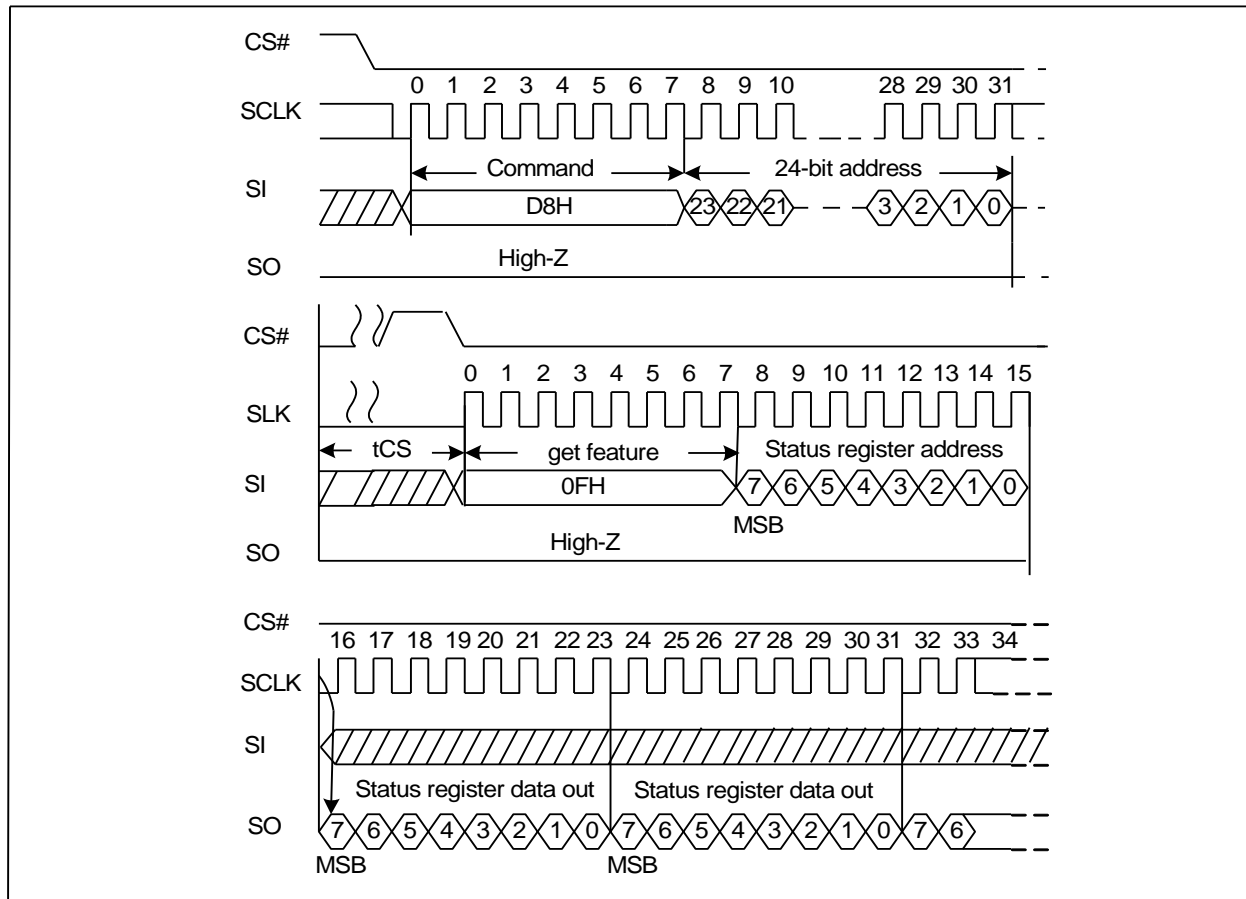 CS#
0 1 2 3 4 5 6 7 8 9 10 28 29 30 31
SCLK
Command 24-bit address
SI
D8H 23 22 21 3 2 1 0
High-Z
SO
CS#
0 1 2 3 4 5 6 7 8 9 10 11 12 13 14 15
SLK
tCS get feature Status register address
SI
0FH 7 6 5 4 3 2 1 0
MSB
High-Z
SO
CS#
16 17 18 19 20 21 22 23 24 25 26 27 28 29 30 31 32 33 34
SCLK
SI
Status register data out Status register data out
SO
7 6 5 4 3 2 1 0 7 6 5 4 3 2 1 0 7 6
MSB MSB